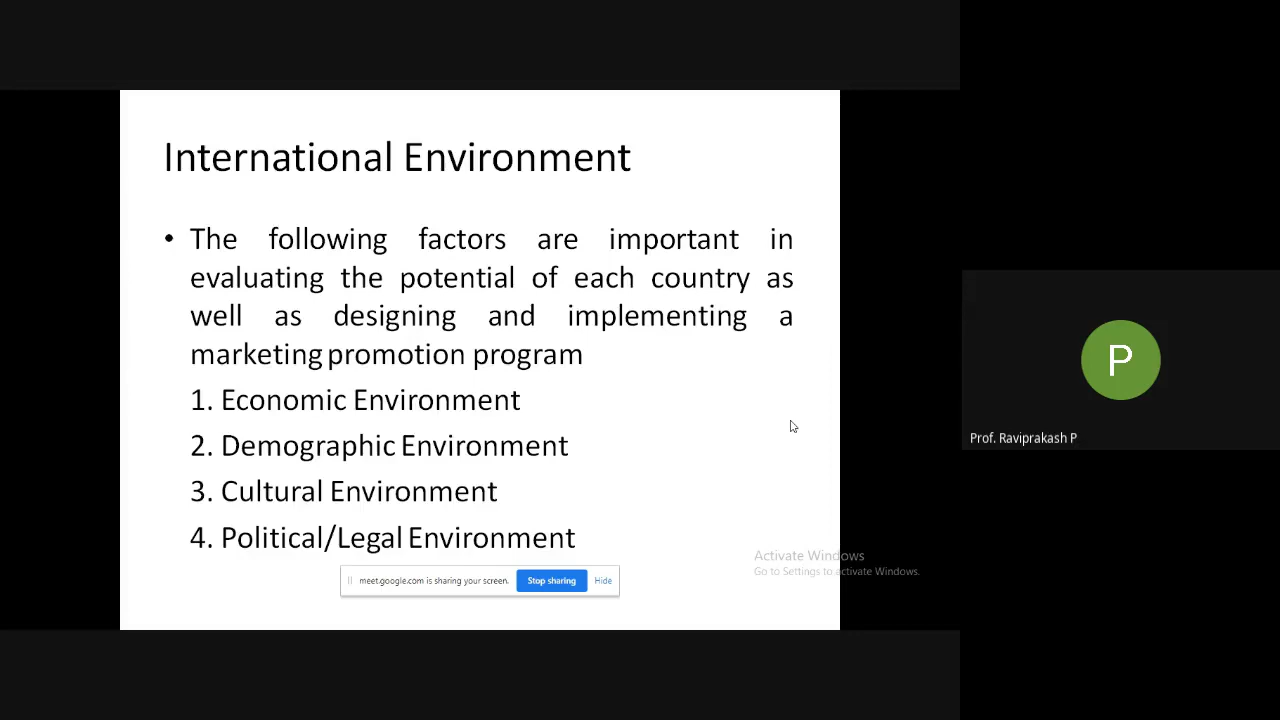 International Environment
• The following factors are important in
evaluating the potential of each country as
well as designing and implementing a
marketing promotion program
1. Economic Environment
2. Demographic Environment
3. Cultural Environment
4. Political/Legal Environment
meet.google.com is sharing your screen. Stop sharing Hide
Activate Windows
Go to Settings to activate Windows.
P
Prof. Raviprakash P